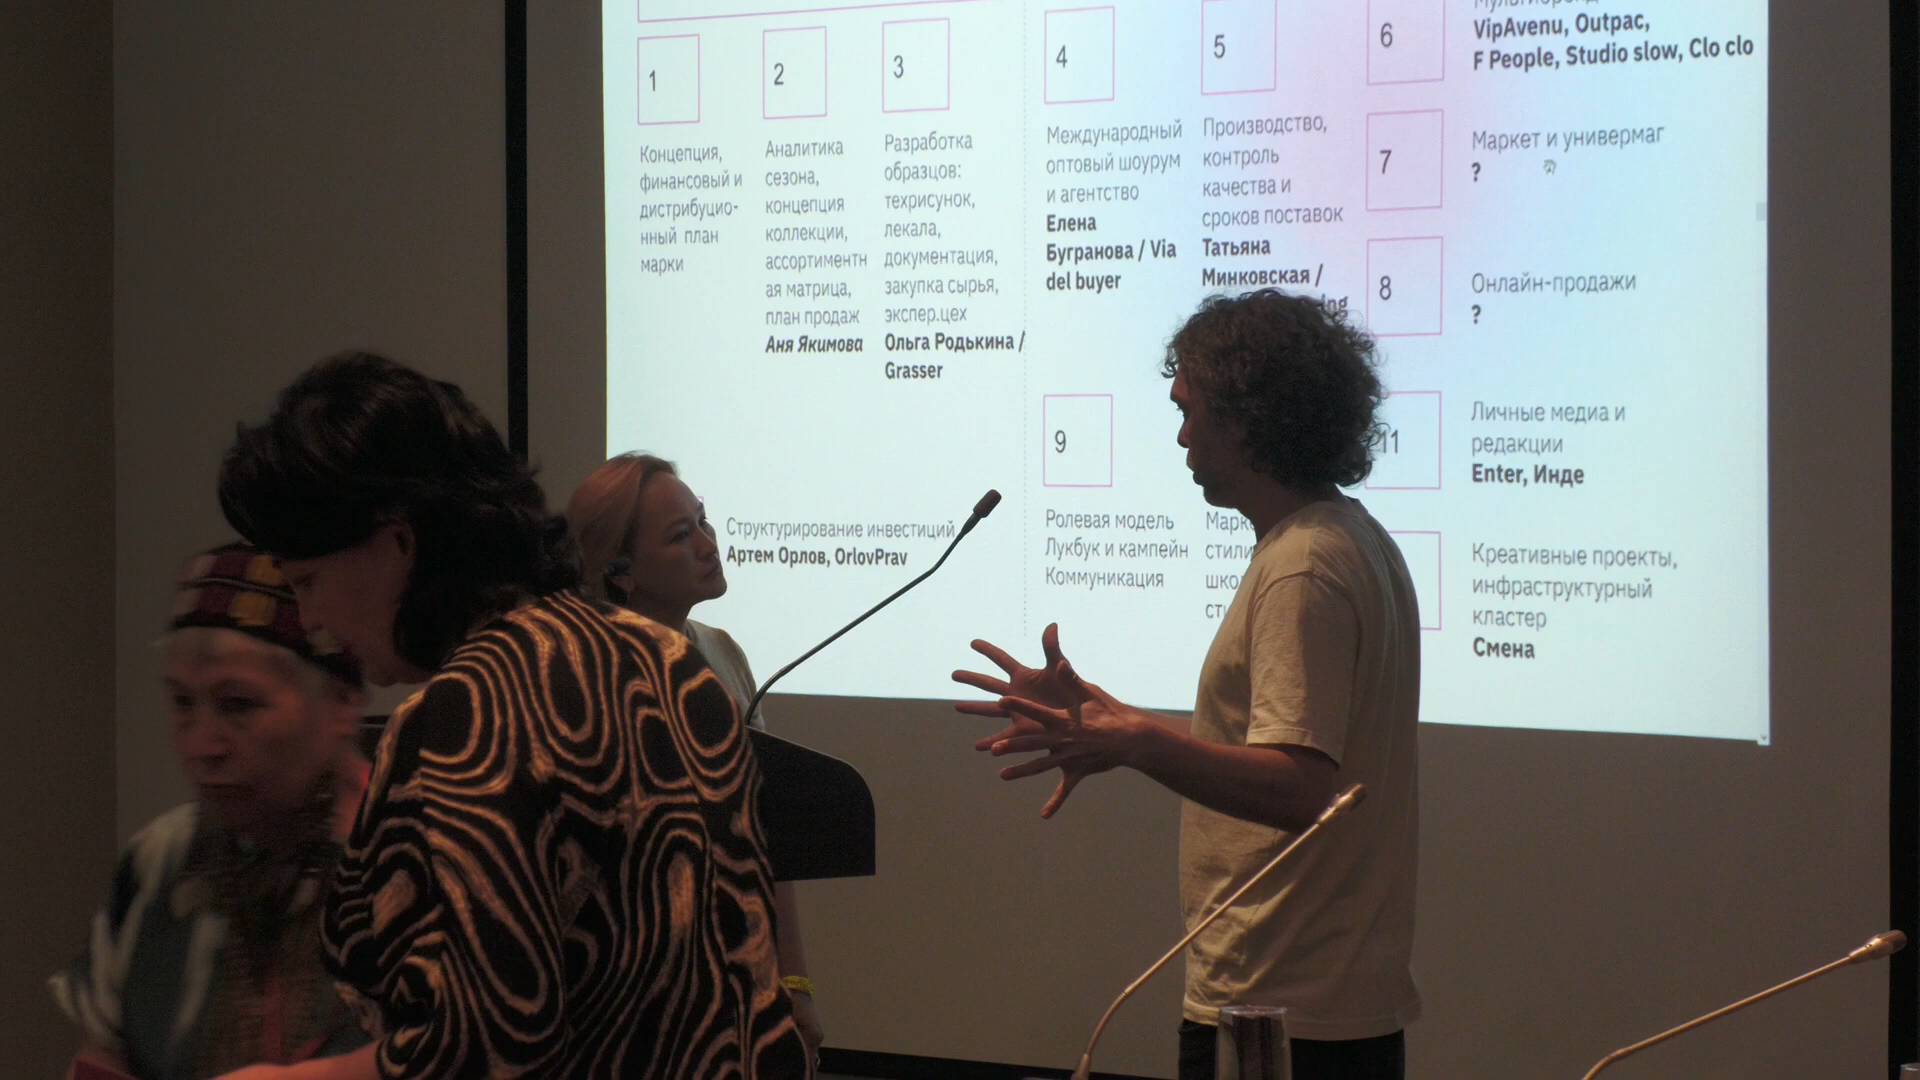 1
Концепция,
финансовый и
дистрибуцио-
нный план
марки
2
Аналитика
сезона,
концепция
коллекции,
ассортиментн
ая матрица,
план продаж
Аня Якимова
3
Разработка
образцов:
техрисунок,
лекала,
документация,
закупка сырья,
экспер.цех
Ольга Родькина /
Grasser
4
Международный
оптовый шоурум
и агентство
Елена
Бугранова / Via
del buyer
5
Производство,
контроль
качества и
сроков поставок
Татьяна
Минковская /
6
VipAvenu, Outpac,
F People, Studio slow, Clo clo
7
Маркет и универмаг
?
8
Онлайн-продажи
?
Структурирование инвестиций
Артем Орлов, OrlovPrav
9
Ролевая модель
Лукбук и кампейн
Коммуникация
11
Личные медиа и
редакции
Enter, Инде
Креативные проекты,
инфраструктурный
кластер
Смена